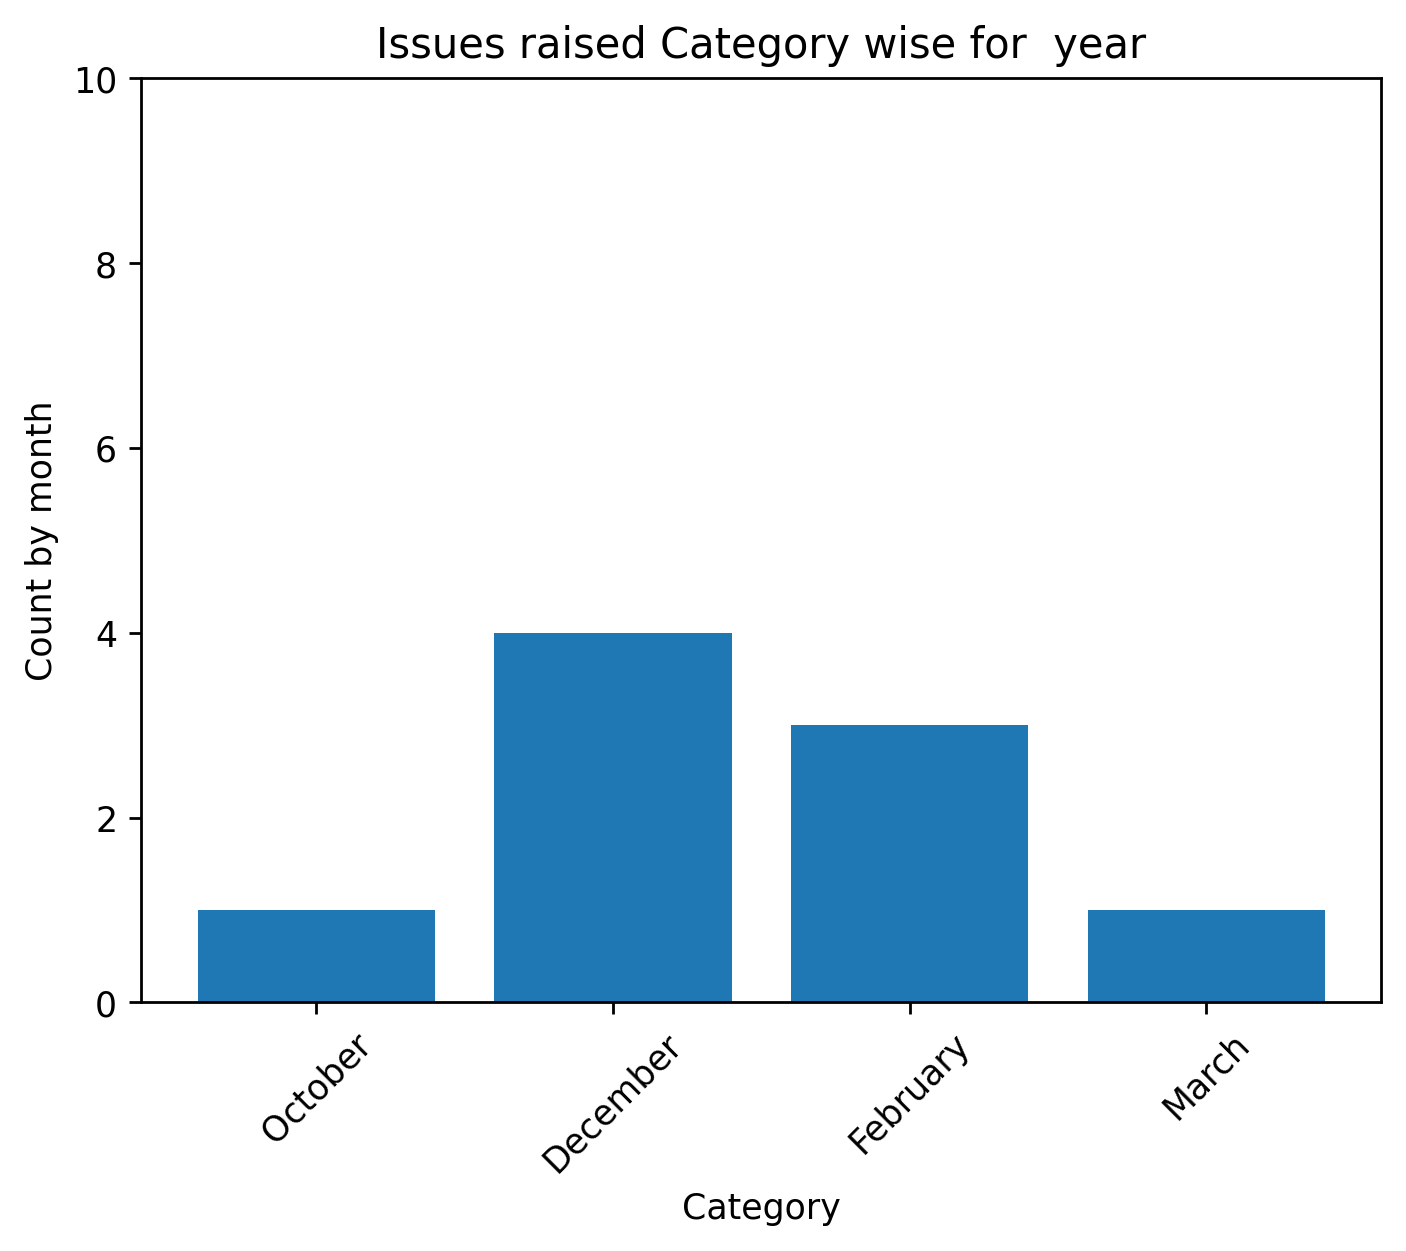 Issues raised Category wise for  year
10
8
6
4
2
0
Count by month
October
December
February
March
Category